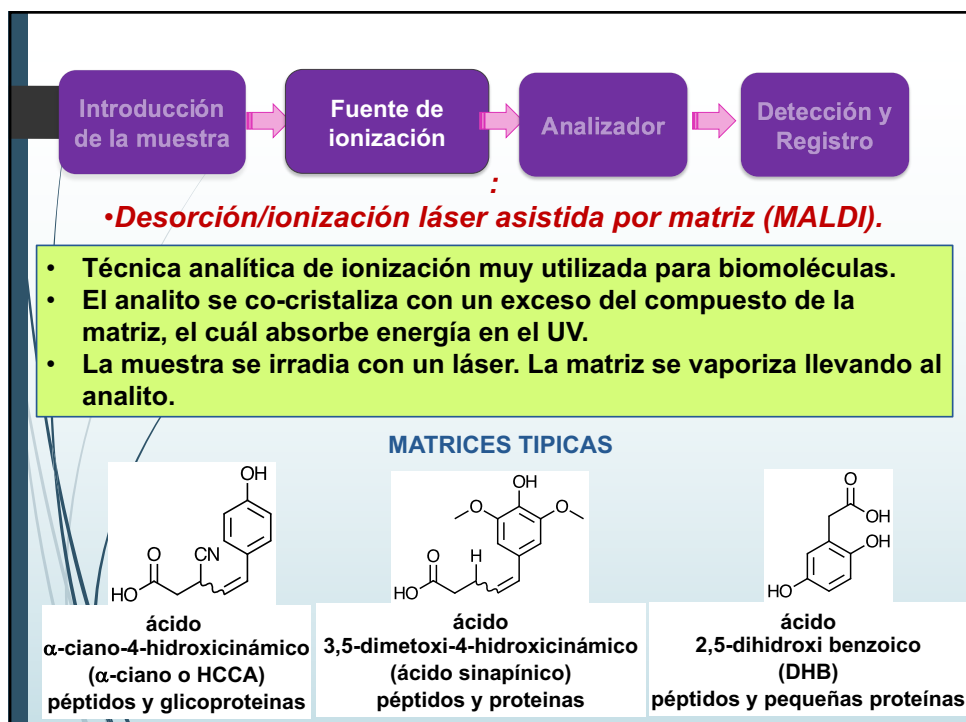 Introducción
de la muestra
Fuente de
ionización
Analizador
Detección y
Registro
:
•Desorción/ionización láser asistida por matriz (MALDI).
• Técnica analítica de ionización muy utilizada para biomoléculas.
• El analito se co-cristaliza con un exceso del compuesto de la
matriz, el cuál absorbe energía en el UV.
• La muestra se irradia con un láser. La matriz se vaporiza llevando al
analito.
MATRICES TIPICAS
OH
O
CN
HO
ácido
α-ciano-4-hidroxicinámico
(α-ciano o HCCA)
péptidos y glicoproteinas
OH
O
O
O
H
HO
ácido
3,5-dimetoxi-4-hidroxicinámico
(ácido sinapínico)
péptidos y proteinas
O
OH
OH
HO
ácido
2,5-dihidroxi benzoico
(DHB)
péptidos y pequeñas proteínas